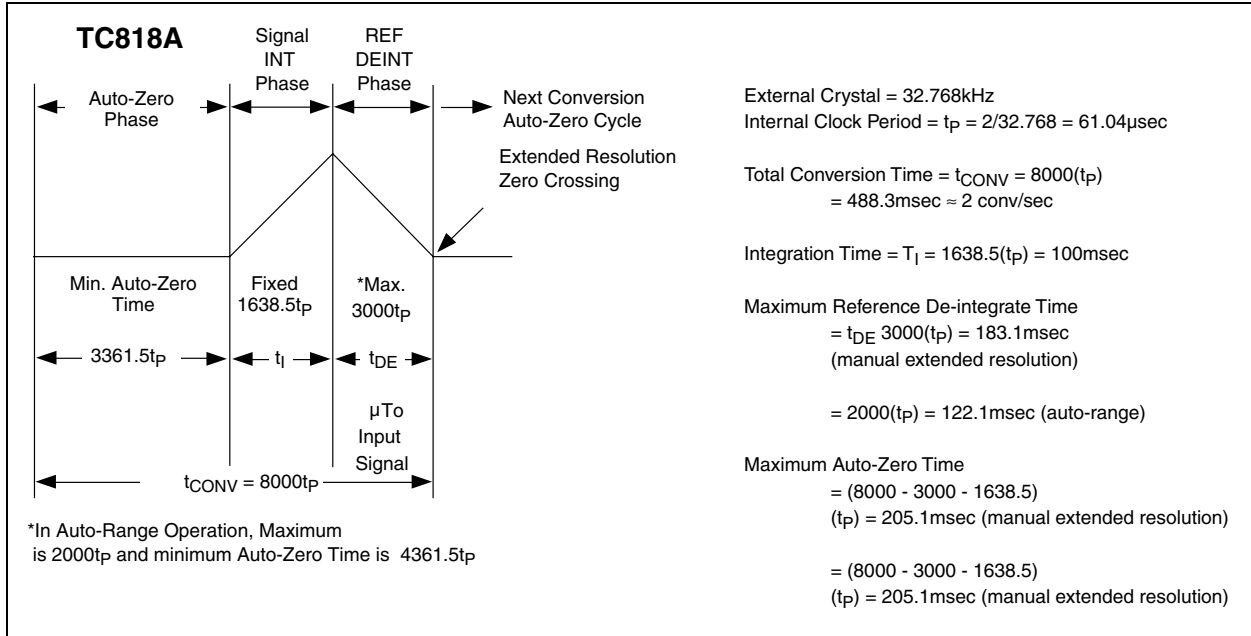 TC818A
Signal
INT
Phase
REF
DEINT
Phase
Auto-Zero
Phase
Next Conversion
Auto-Zero Cycle
Extended Resolution
Zero Crossing
Min. Auto-Zero
Time
Fixed
1638.5tP
*Max.
3000tP
3361.5tP
tI
tDE
µTo
Input
Signal
tCONV = 8000tP
*In Auto-Range Operation, Maximum
is 2000tP and minimum Auto-Zero Time is 4361.5tP
External Crystal = 32.768kHz
Internal Clock Period = tP = 2/32.768 = 61.04µsec
Total Conversion Time = tCONV = 8000(tP)
= 488.3msec ≈ 2 conv/sec
Integration Time = TI = 1638.5(tP) = 100msec
Maximum Reference De-integrate Time
= tDE 3000(tP) = 183.1msec
(manual extended resolution)
= 2000(tP) = 122.1msec (auto-range)
Maximum Auto-Zero Time
= (8000 - 3000 - 1638.5)
(tP) = 205.1msec (manual extended resolution)
= (8000 - 3000 - 1638.5)
(tP) = 205.1msec (manual extended resolution)